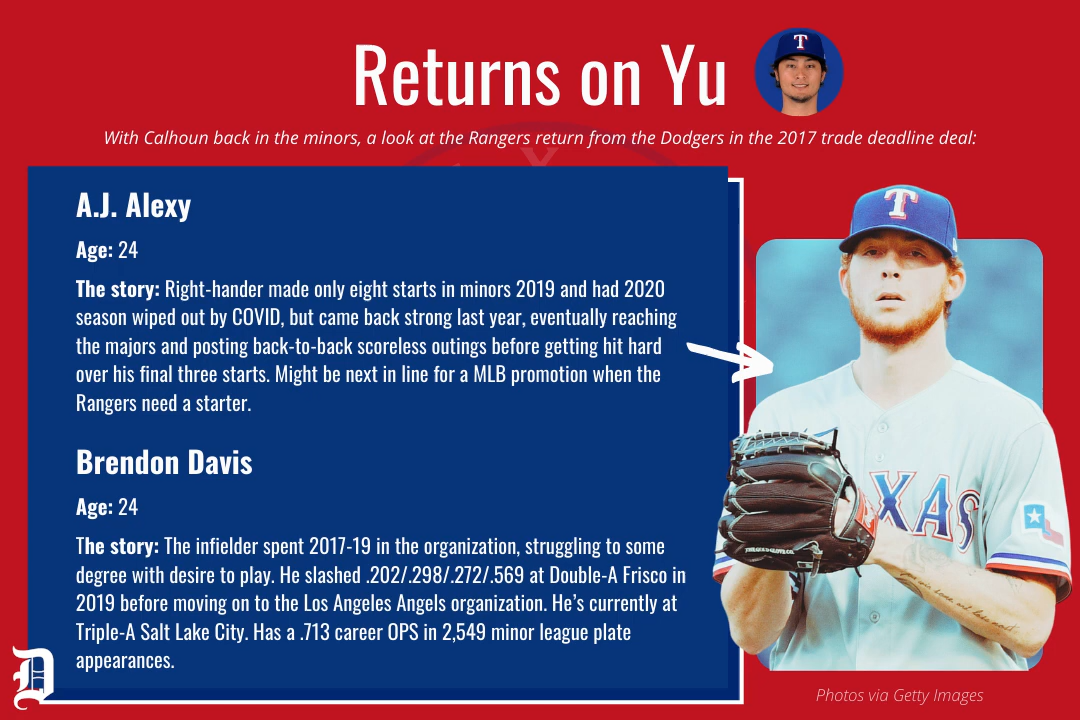 Returns on Yu
T
With Calhoun back in the minors, a look at the Rangers return from the Dodgers in the 2017 trade deadline deal:
A.J. Alexy
Age: 24
The story: Right-hander made only eight starts in minors 2019 and had 2020
season wiped out by COVID, but came back strong last year, eventually reaching
the majors and posting back-to-back scoreless outings before getting hit hard
over his final three starts. Might be next in line for a MLB promotion when the
Rangers need a starter.
Brendon Davis
Age: 24
The story: The infielder spent 2017-19 in the organization, struggling to some
degree with desire to play. He slashed .202/.298/.272/.569 at Double-A Frisco in
2019 before moving on to the Los Angeles Angels organization. He's currently at
Triple-A Salt Lake City. Has a .713 career OPS in 2,549 minor league plate
appearances.
T
XAS
D
Photos via Getty Images